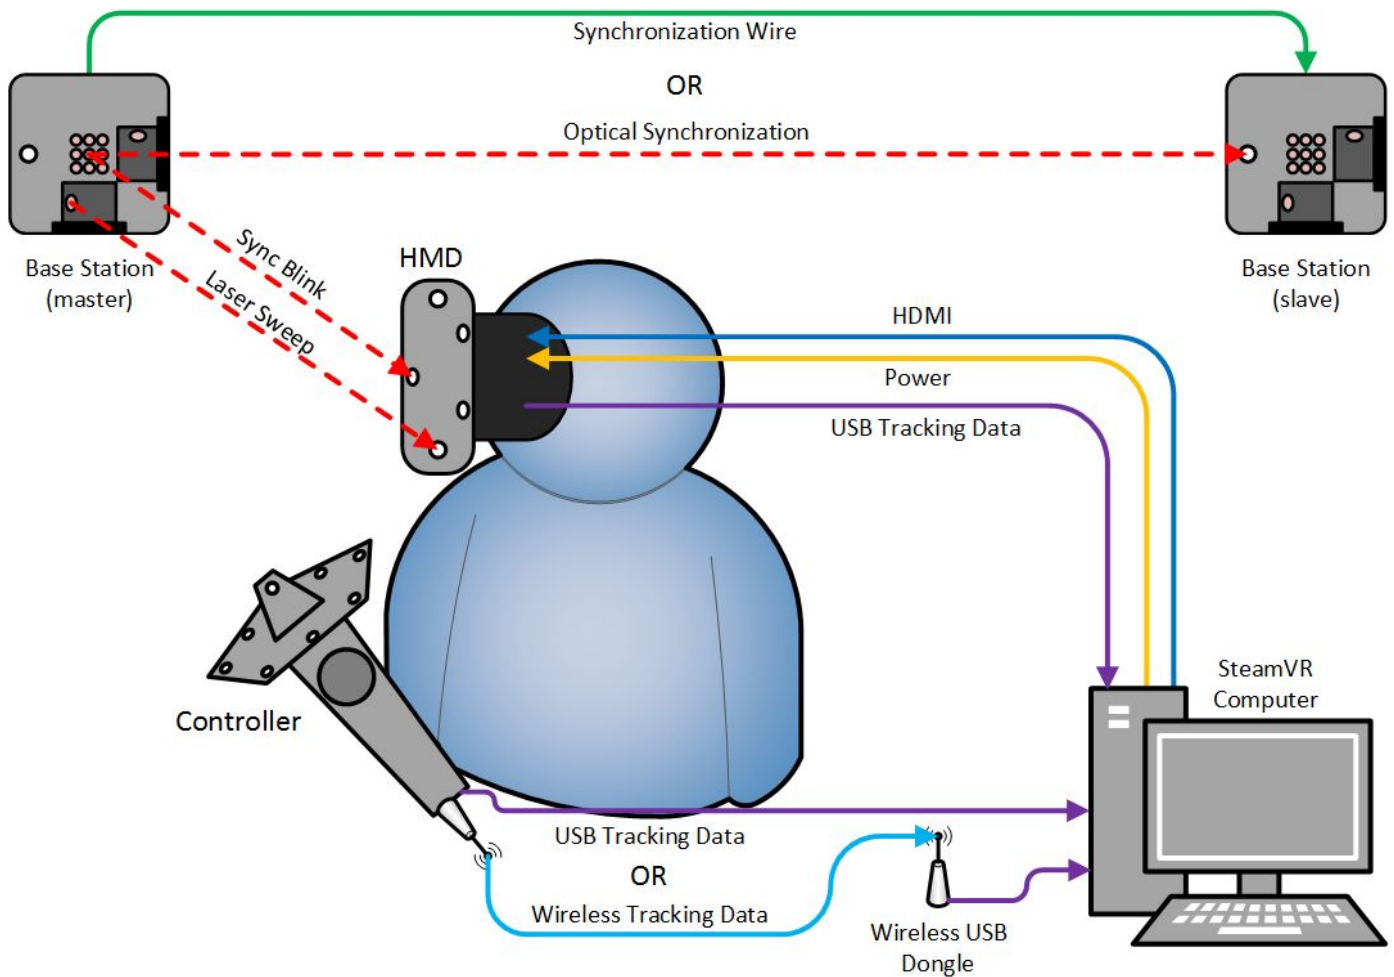 Synchronization Wire
OR
Optical Synchronization
Base Station
(master)
Base Station
(slave)
Sync Blink
Laser Sweep
HMD
HDMI
Power
USB Tracking Data
SteamVR
Computer
Controller
USB Tracking Data
OR
Wireless Tracking Data
Wireless USB
Dongle